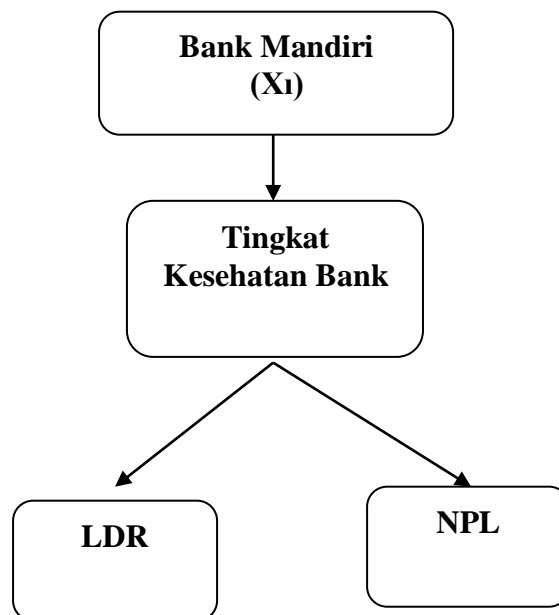 Bank Mandiri
(X1)
Tingkat
Kesehatan Bank
LDR
NPL